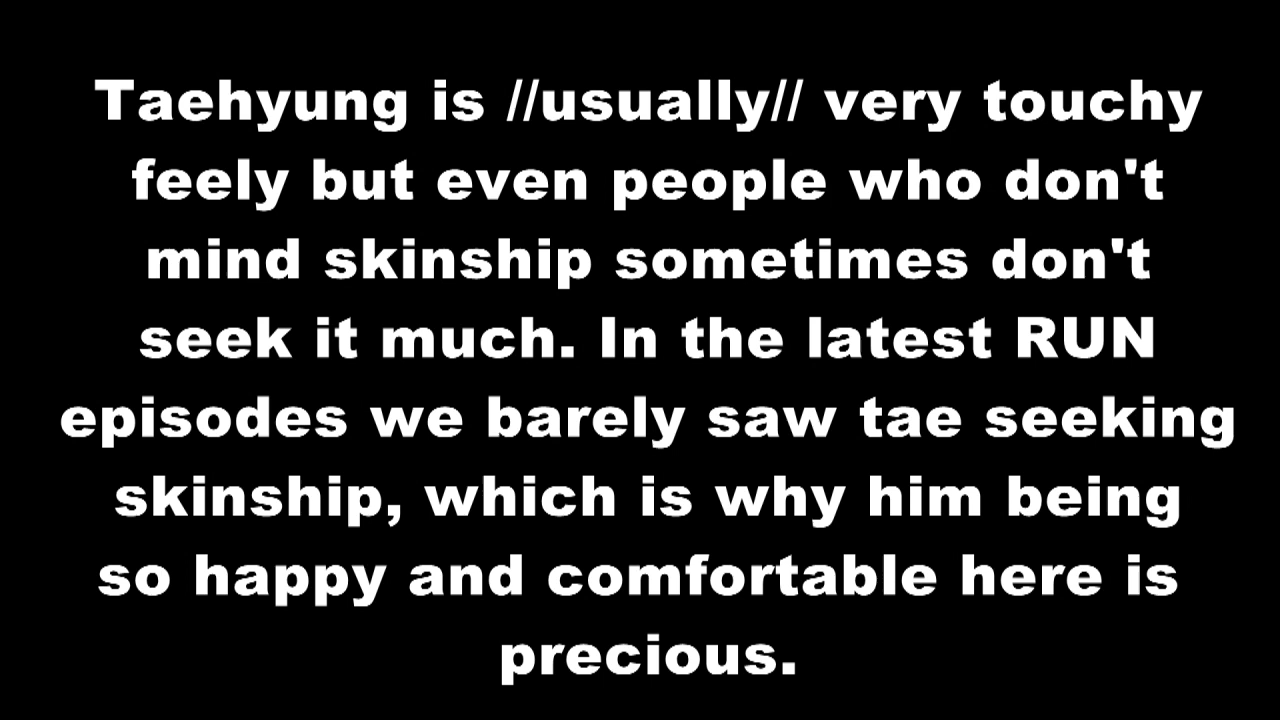 Taehyung is //usually// very touchy
feely but even people who don't
mind skinship sometimes don't
seek it much. In the latest RUN
episodes we barely saw tae seeking
skinship, which is why him being
so happy and comfortable here is
precious.